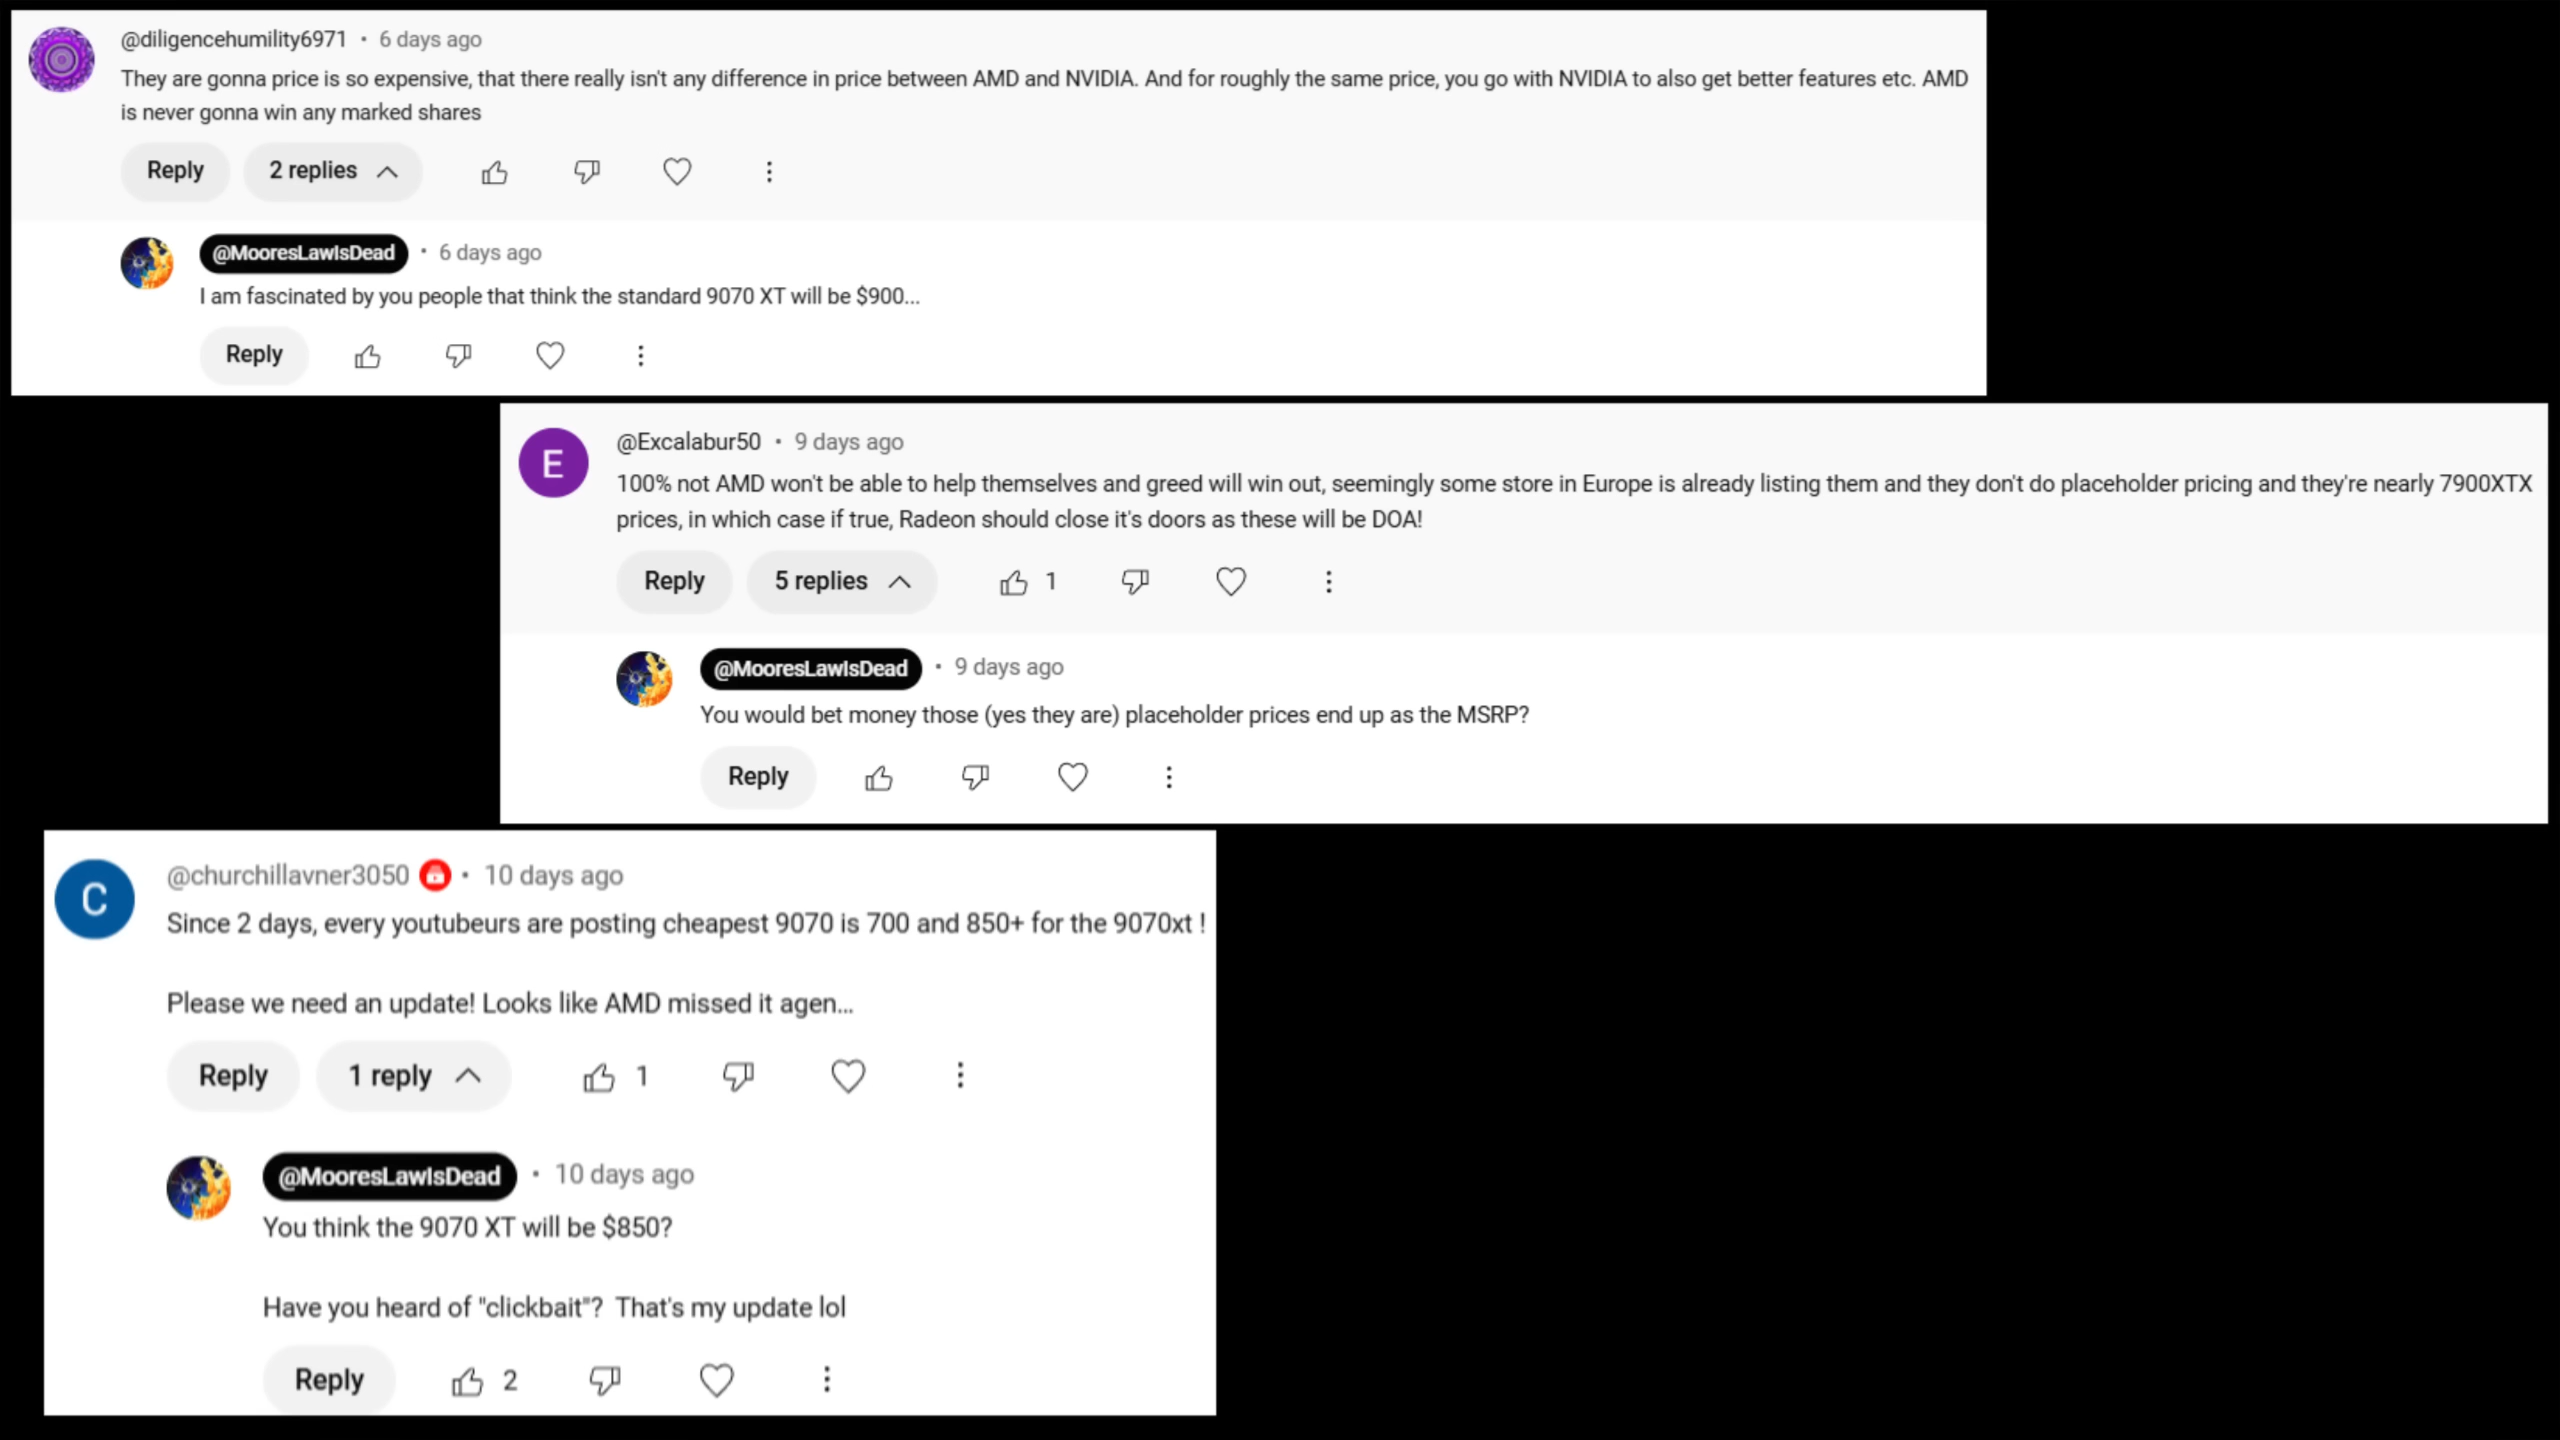 @diligencehumility6971 • 6 days ago
They are gonna price is so expensive, that there really isn't any difference in price between AMD and NVIDIA. And for roughly the same price, you go with NVIDIA to also get better features etc. AMD
is never gonna win any marked shares
Reply 2 replies
@MooresLawIsDead • 6 days ago
I am fascinated by you people that think the standard 9070 XT will be $900...
Reply
E
@Excalabur50 • 9 days ago
100% not AMD won't be able to help themselves and greed will win out, seemingly some store in Europe is already listing them and they don't do placeholder pricing and they're nearly 7900XTX
prices, in which case if true, Radeon should close it's doors as these will be DOA!
Reply 5 replies 1
@MooresLawIsDead • 9 days ago
You would bet money those (yes they are) placeholder prices end up as the MSRP?
Reply
C
@churchillavner3050 • 10 days ago
Since 2 days, every youtubeurs are posting cheapest 9070 is 700 and 850+ for the 9070xt !
Please we need an update! Looks like AMD missed it agen...
Reply 1 reply 1
@MooresLawIsDead • 10 days ago
You think the 9070 XT will be $850?
Have you heard of "clickbait"? That's my update lol
Reply 2